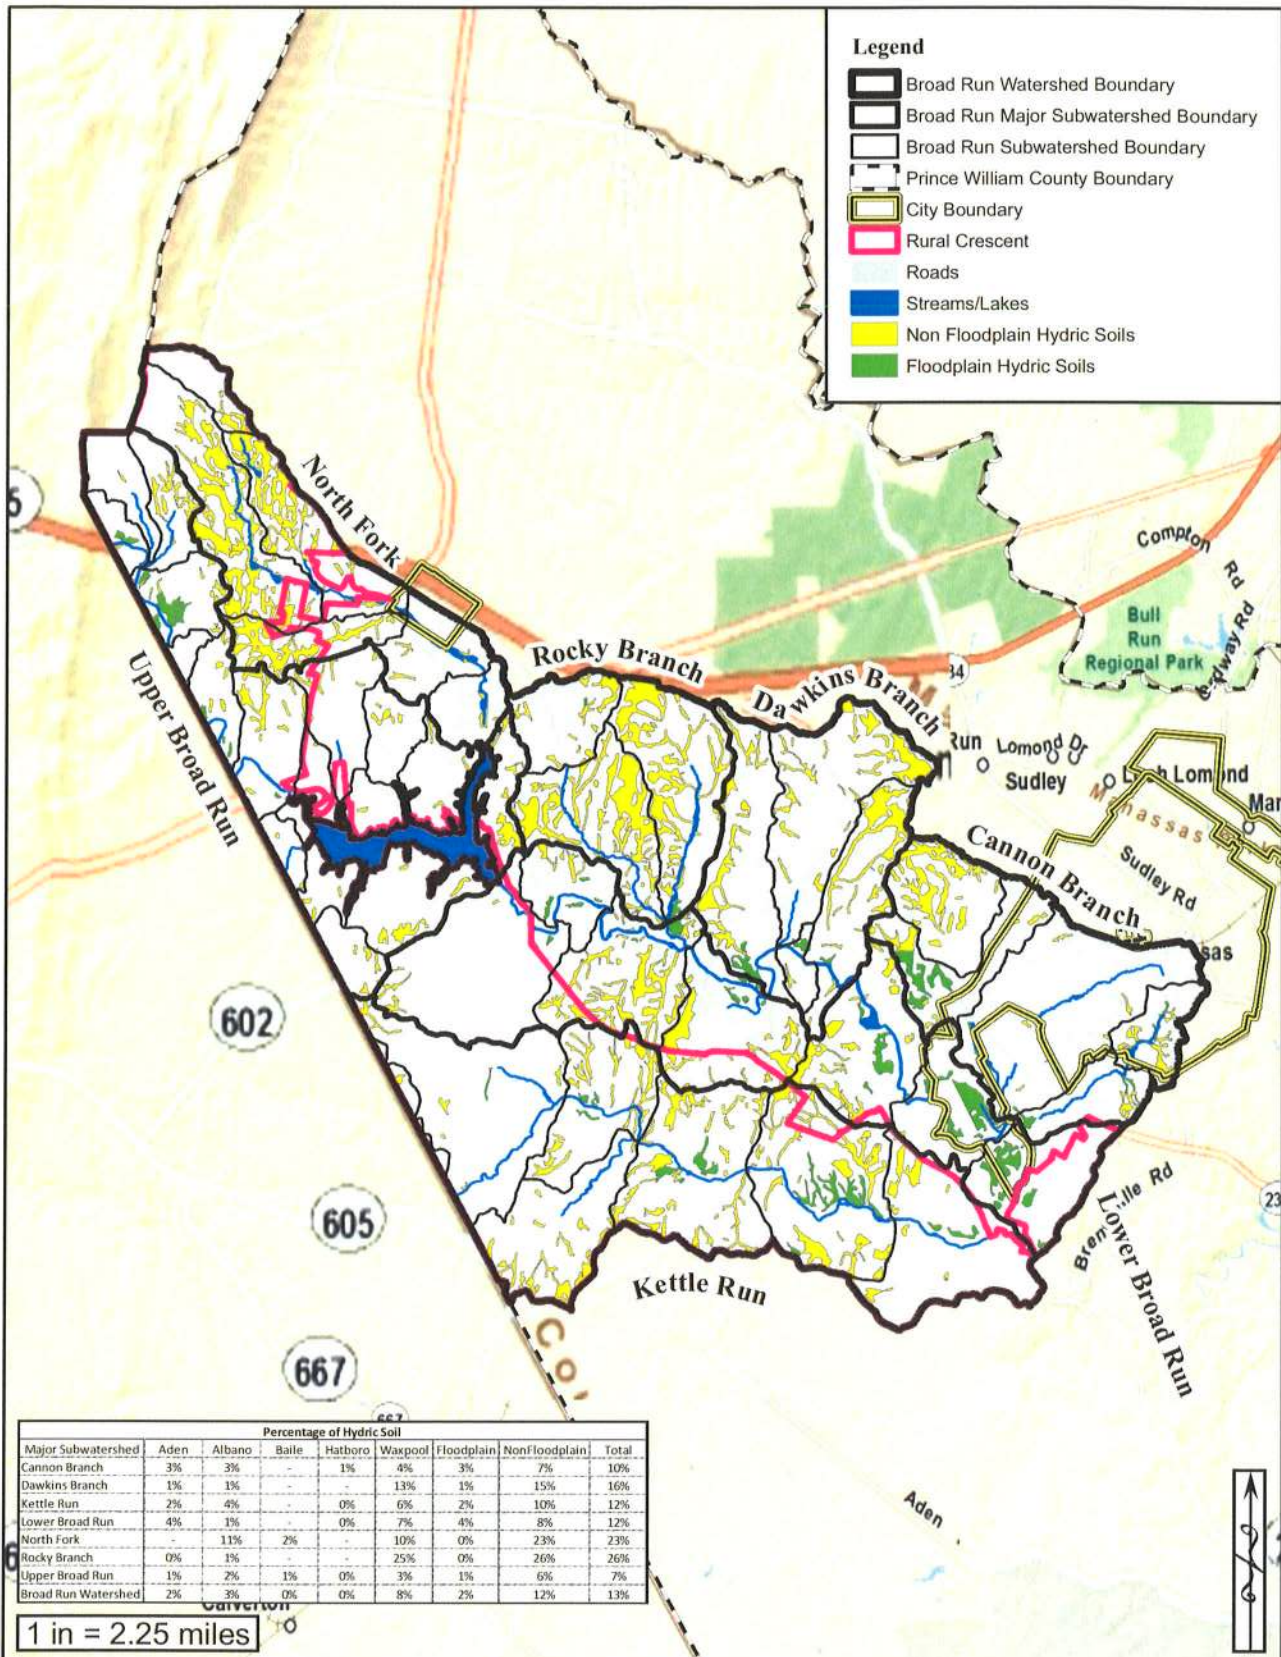 Legend
Broad Run Watershed Boundary
Broad Run Major Subwatershed Boundary
Broad Run Subwatershed Boundary
Prince William County Boundary
City Boundary
Rural Crescent
Roads
Streams/Lakes
Non Floodplain Hydric Soils
Floodplain Hydric Soils
North Fork
Compton Rd
Bull
Run
Regional Park
Rocky Branch
Dawkins Branch
Upper Broad Run
Lomond Dr
Sudley
Lomond
Manassas
Cannon Branch
Sudley Rd
602
605
Rd
Lower Broad Run
Kettle Run
667
Percentage of Hydric Soil
Major Subwatershed Aden Albano Baile Hatboro Waxpool Floodplain NonFloodplain Total
Cannon Branch 3% 3% - 1% 4% 3% 7% 10%
Dawkins Branch 1% 1% - - 13% 1% 15% 16%
Kettle Run 2% 4% - 0% 6% 2% 10% 12%
Lower Broad Run 4% 1% - 0% 7% 4% 8% 12%
North Fork - 11% 2% - 10% 0% 23% 23%
Rocky Branch 0% 1% - - 25% 0% 26% 26%
Upper Broad Run 1% 2% 1% 0% 3% 1% 6% 7%
Broad Run Watershed 2% 3% 0% 0% 8% 2% 12% 13%
Aden
1 in = 2.25 miles